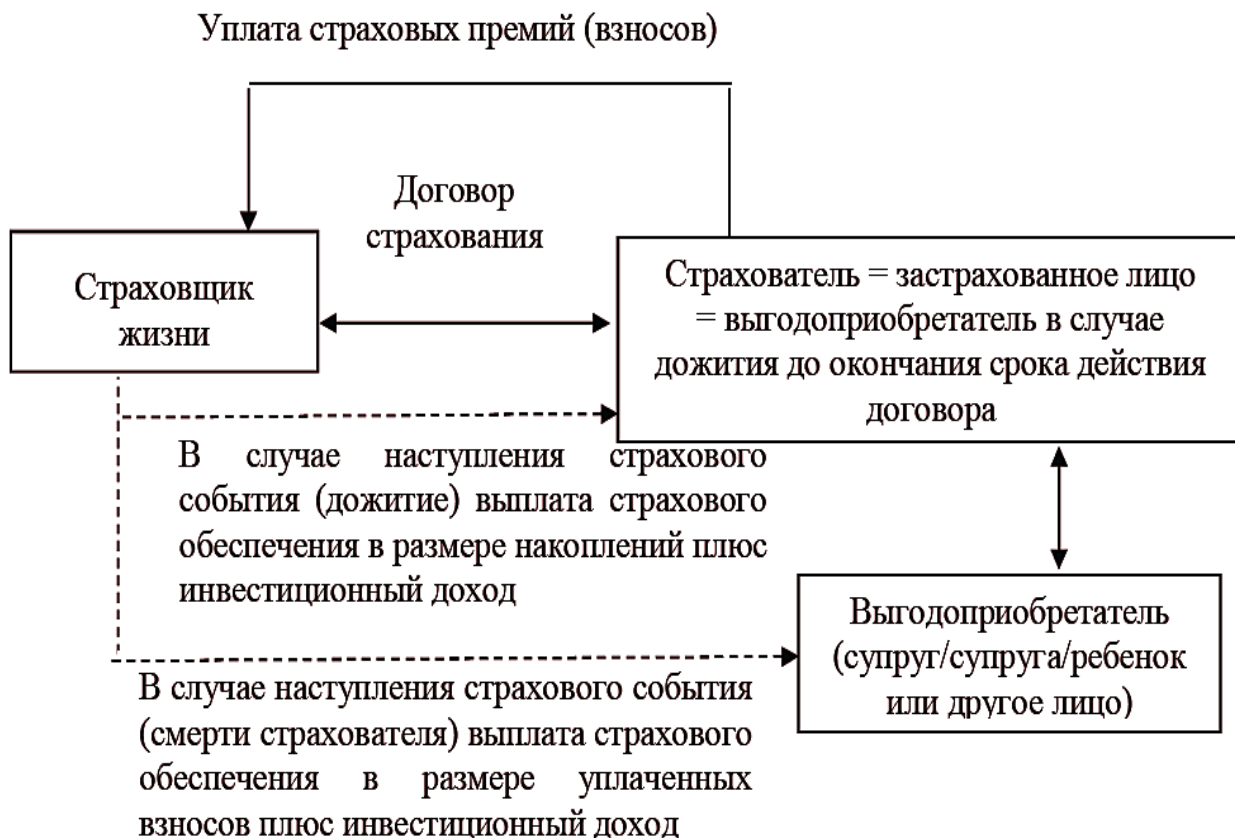 Уплата страховых премий (взносов)
Договор
страхования
Страховщик
жизни
Страхователь = застрахованное лицо
= выгодоприобретатель в случае
дожития до окончания срока действия
договора
В случае наступления страхового
события (дожитие) выплата страхового
обеспечения в размере накоплений плюс
инвестиционный доход
Выгодоприобретатель
(супруг/супруга/ребенок
или другое лицо)
В случае наступления страхового события
(смерти страхователя) выплата страхового
обеспечения в размере уплаченных
взносов плюс инвестиционный доход